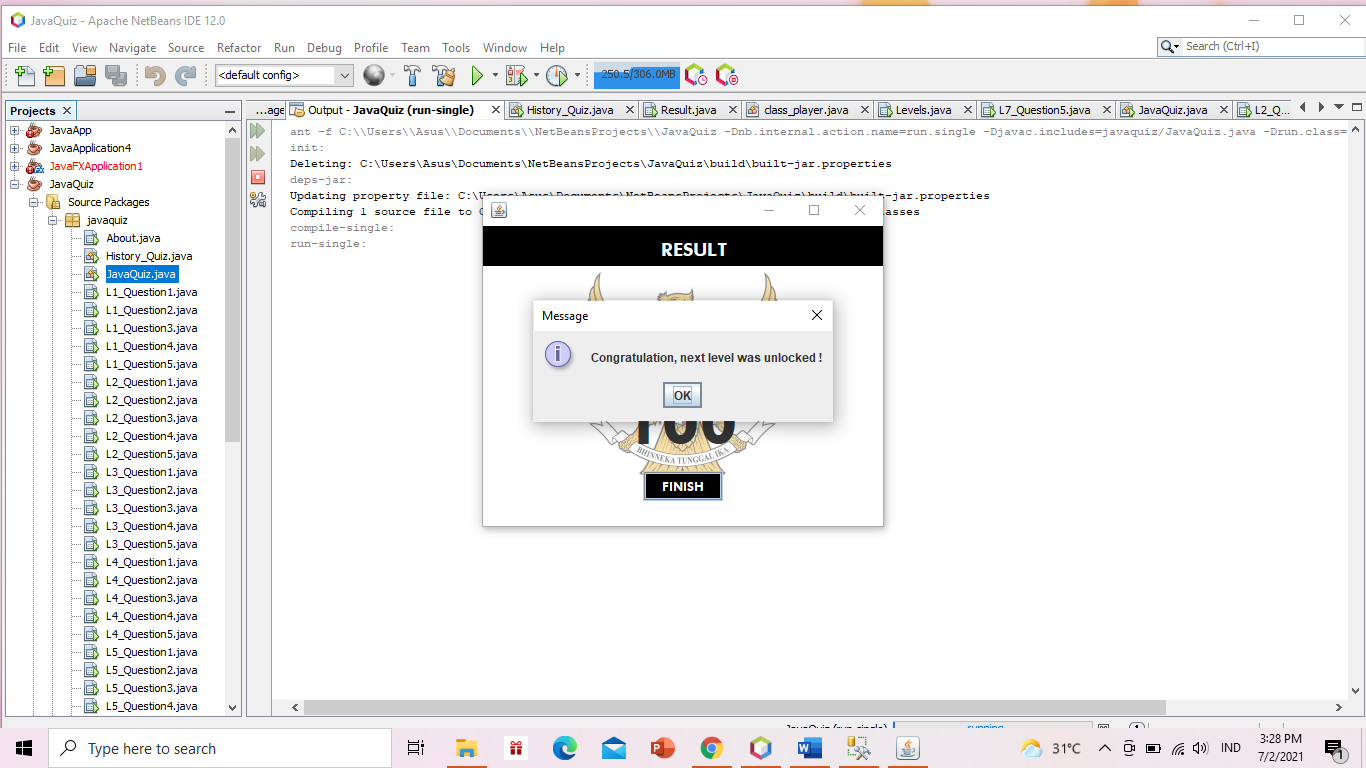 JavaQuiz - Apache NetBeans IDE 12.0
File Edit View Navigate Source Refactor Run Debug Profile Team Tools Window Help
Search (Ctrl+I)
<default config>
250.5/306.0MB
Projects
...age
Output - JavaQuiz (run-single)
History_Quiz.java
Result.java
class_player.java
Levels.java
L7_Question5.java
JavaQuiz.java
L2_Q...
JavaApp
JavaApplication4
JavaFXApplication1
JavaQuiz
Source Packages
javaquiz
About.java
History_Quiz.java
JavaQuiz.java
L1_Question1.java
L1_Question2.java
L1_Question3.java
L1_Question4.java
L1_Question5.java
L2_Question1.java
L2_Question2.java
L2_Question3.java
L2_Question4.java
L2_Question5.java
L3_Question1.java
L3_Question2.java
L3_Question3.java
L3_Question4.java
L3_Question5.java
L4_Question1.java
L4_Question2.java
L4_Question3.java
L4_Question4.java
L4_Question5.java
L5_Question1.java
L5_Question2.java
L5_Question3.java
L5_Question4.java
ant -f C:\\Users\\Asus\\Documents\\NetBeansProjects\\JavaQuiz -Dnb.internal.action.name=run.single -Djavac.includes=javaquiz/JavaQuiz.java -Drun.class=
init:
Deleting: C:\Users\Asus\Documents\NetBeansProjects\JavaQuiz\build\built-jar.properties
deps-jar:
Updating property file: C:\Users\Asus\Documents\NetBeansProjects\JavaQuiz\build\built-jar.properties
Compiling 1 source file to
compile-single:
run-single:
RESULT
Message
Congratulation, next level was unlocked !
OK
100
BHINNEKA TUNGGAL IKA
FINISH
JavaQuiz (run-single)
running...
Type here to search
31°C
IND
3:28 PM
7/2/2021
1